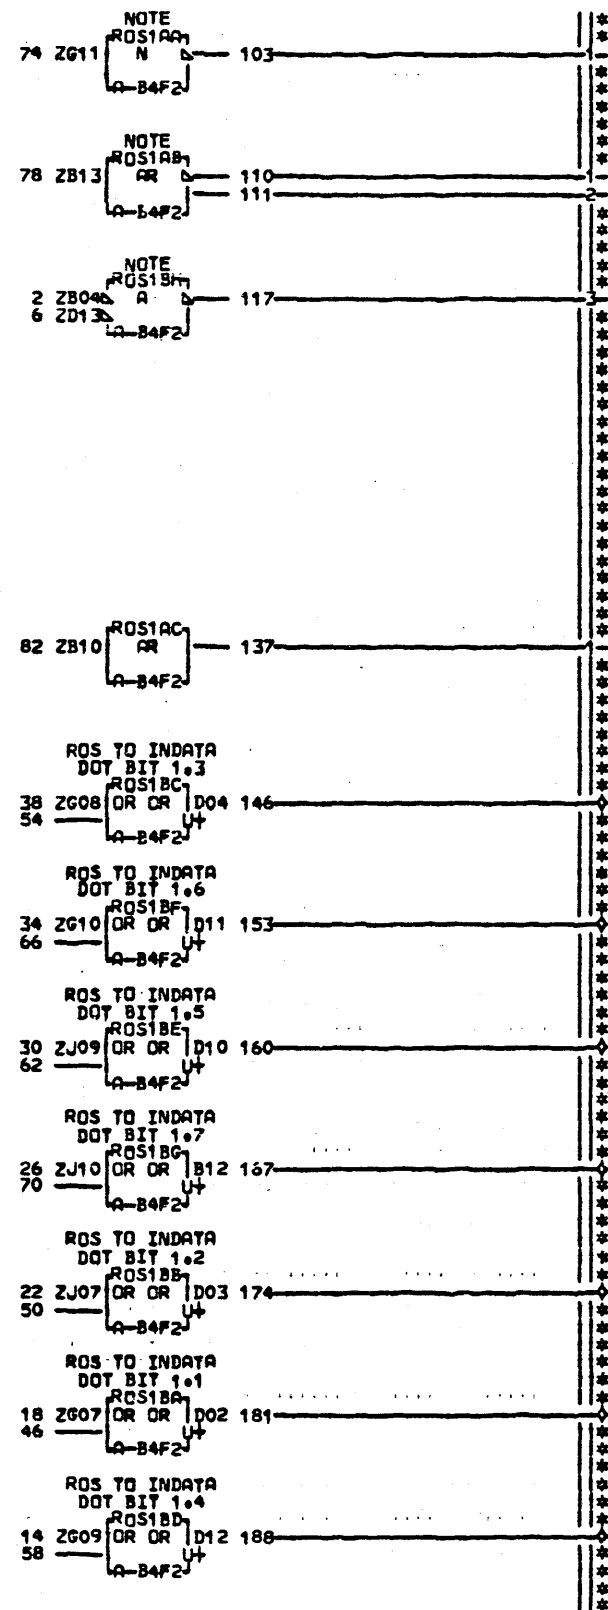 NOTE
ROS1AA
74 ZG11 N 103 1
A B4F2
NOTE
ROS1AB
78 ZB13 AR 110 1
111 2
A B4F2
NOTE
ROS1BH
2 ZB04 A 117 3
6 ZD13
A B4F2
ROS1AC
82 ZB10 AR 137 1
A B4F2
ROS TO INDATA
DOT BIT 1.3
ROS1BC
38 ZG08 OR OR D04 146
54
A B4F2
ROS TO INDATA
DOT BIT 1.6
ROS1BF
34 ZG10 OR OR D11 153
66
A B4F2
ROS TO INDATA
DOT BIT 1.5
ROS1BE
30 ZJ09 OR OR D10 160
62
A B4F2
ROS TO INDATA
DOT BIT 1.7
ROS1BG
26 ZJ10 OR OR B12 167
70
A B4F2
ROS TO INDATA
DOT BIT 1.2
ROS1BB
22 ZJ07 OR OR D03 174
50
A B4F2
ROS TO INDATA
DOT BIT 1.1
ROS1BA
18 ZG07 OR OR D02 181
46
A B4F2
ROS TO INDATA
DOT BIT 1.4
ROS1BD
14 ZG09 OR OR D12 188
58
A B4F2